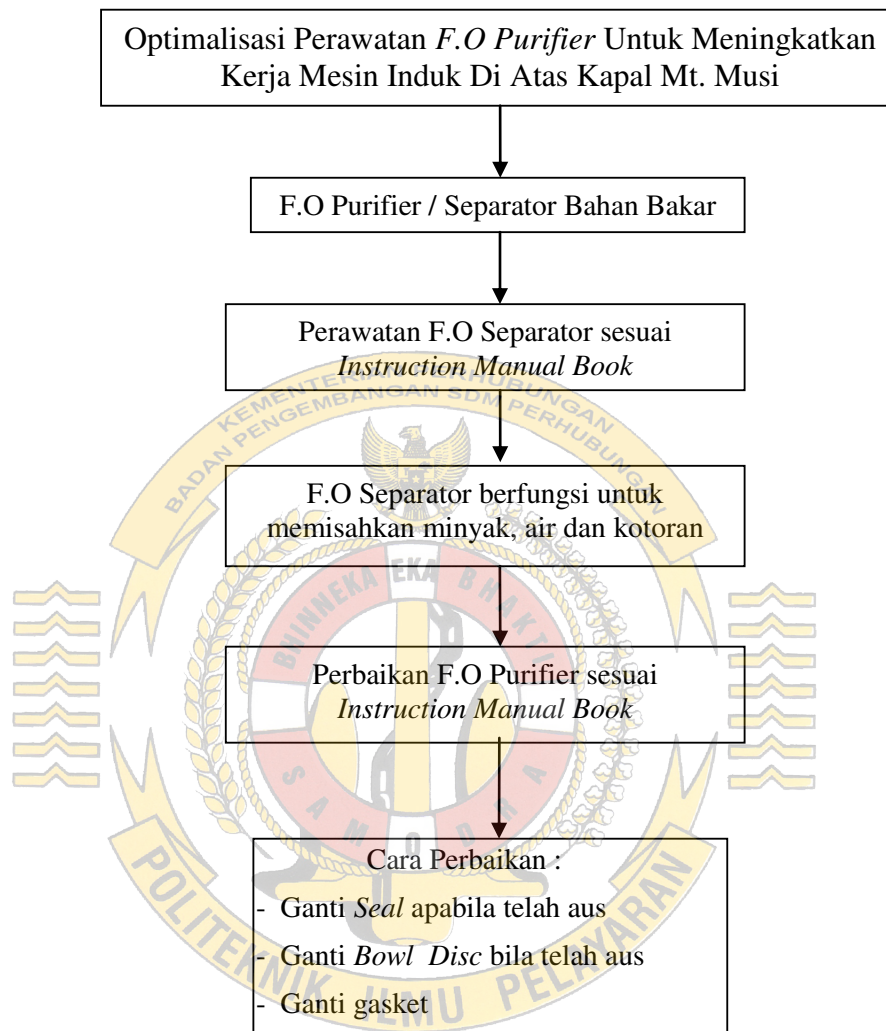 Optimalisasi Perawatan F.O Purifier Untuk Meningkatkan
Kerja Mesin Induk Di Atas Kapal Mt. Musi
F.O Purifier / Separator Bahan Bakar
Perawatan F.O Separator sesuai
Instruction Manual Book
KEMENTERIAN PERHUBUNGAN
BADAN PENGEMBANGAN SDM PERHUBUNGAN
F.O Separator berfungsi untuk
memisahkan minyak, air dan kotoran
BHINNEKA EKA BHAKTI
Perbaikan F.O Purifier sesuai
Instruction Manual Book
SAMODRA
Cara Perbaikan :
- Ganti Seal apabila telah aus
- Ganti Bowl Disc bila telah aus
- Ganti gasket
POLITEKNIK ILMU PELAYARAN